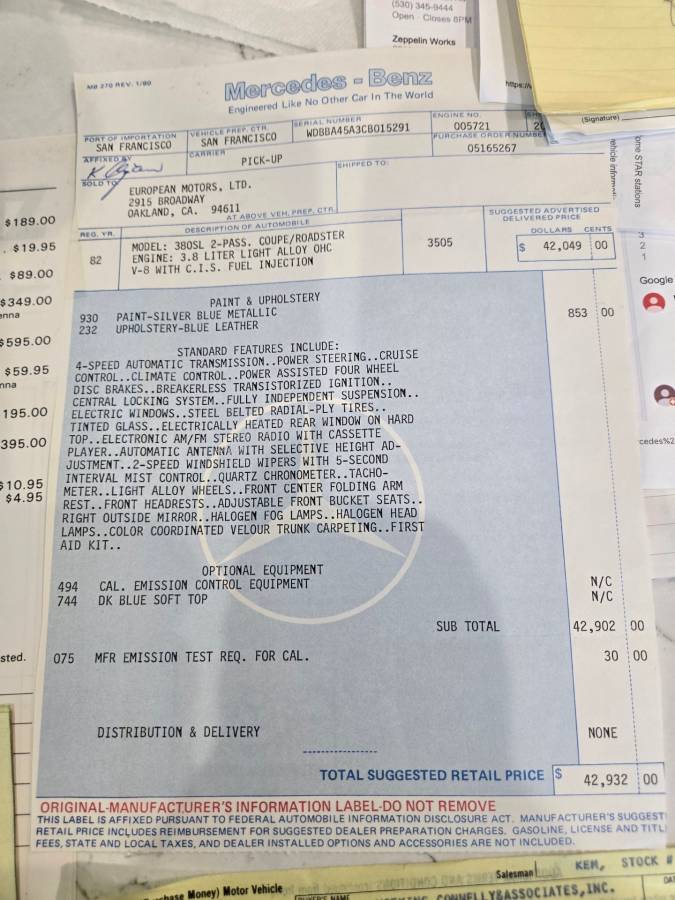 (530) 345-9444
Open · Closes 8PM
Zeppelin Works
https://
(Signature)
MB 270 REV. 1/80
Mercedes-Benz
Engineered Like No Other Car In The World
PORT OF IMPORTATION
SAN FRANCISCO
VEHICLE PREP. CTR.
SAN FRANCISCO
SERIAL NUMBER
WDBBA45A3CB015291
ENGINE NO.
005721
PURCHASE ORDER NUMBER
05165267
AFFIXED BY
CARRIER
PICK-UP
SHIPPED TO:
SOLD TO
EUROPEAN MOTORS, LTD.
2915 BROADWAY
OAKLAND, CA. 94611
AT ABOVE VEH. PREP. CTR.
REG. YR.
82
DESCRIPTION OF AUTOMOBILE
MODEL: 380SL 2-PASS. COUPE/ROADSTER
ENGINE: 3.8 LITER LIGHT ALLOY OHC
V-8 WITH C.I.S. FUEL INJECTION
3505
SUGGESTED ADVERTISED
DELIVERED PRICE
DOLLARS CENTS
$ 42,049 00
PAINT & UPHOLSTERY
930 PAINT-SILVER BLUE METALLIC 853 00
232 UPHOLSTERY-BLUE LEATHER
STANDARD FEATURES INCLUDE:
4-SPEED AUTOMATIC TRANSMISSION..POWER STEERING..CRUISE
CONTROL..CLIMATE CONTROL..POWER ASSISTED FOUR WHEEL
DISC BRAKES..BREAKERLESS TRANSISTORIZED IGNITION..
CENTRAL LOCKING SYSTEM..FULLY INDEPENDENT SUSPENSION..
ELECTRIC WINDOWS..STEEL BELTED RADIAL-PLY TIRES..
TINTED GLASS..ELECTRICALLY HEATED REAR WINDOW ON HARD
TOP..ELECTRONIC AM/FM STEREO RADIO WITH CASSETTE
PLAYER..AUTOMATIC ANTENNA WITH SELECTIVE HEIGHT AD-
JUSTMENT..2-SPEED WINDSHIELD WIPERS WITH 5-SECOND
INTERVAL MIST CONTROL..QUARTZ CHRONOMETER..TACHO-
METER..LIGHT ALLOY WHEELS..FRONT CENTER FOLDING ARM
REST..FRONT HEADRESTS..ADJUSTABLE FRONT BUCKET SEATS..
RIGHT OUTSIDE MIRROR..HALOGEN FOG LAMPS..HALOGEN HEAD
LAMPS..COLOR COORDINATED VELOUR TRUNK CARPETING..FIRST
AID KIT..
OPTIONAL EQUIPMENT
494 CAL. EMISSION CONTROL EQUIPMENT N/C
744 DK BLUE SOFT TOP N/C
SUB TOTAL 42,902 00
075 MFR EMISSION TEST REQ. FOR CAL. 30 00
DISTRIBUTION & DELIVERY NONE
TOTAL SUGGESTED RETAIL PRICE $ 42,932 00
ORIGINAL-MANUFACTURER'S INFORMATION LABEL-DO NOT REMOVE
THIS LABEL IS AFFIXED PURSUANT TO FEDERAL AUTOMOBILE INFORMATION DISCLOSURE ACT. MANUFACTURER'S SUGGEST
RETAIL PRICE INCLUDES REIMBURSEMENT FOR SUGGESTED DEALER PREPARATION CHARGES. GASOLINE, LICENSE AND TITL
FEES, STATE AND LOCAL TAXES, AND DEALER INSTALLED OPTIONS AND ACCESSORIES ARE NOT INCLUDED.
$189.00
$19.95
$89.00
$349.00
enna
$595.00
$59.95
nna
195.00
395.00
$10.95
$4.95
sted.
ome STAR stations
3
2
1
Google
cedes%2
chase Money) Motor Vehicle
Salesman
KEM, STOCK #
BUYER'S NAME
CONNELLY&ASSOCIATES,INC.